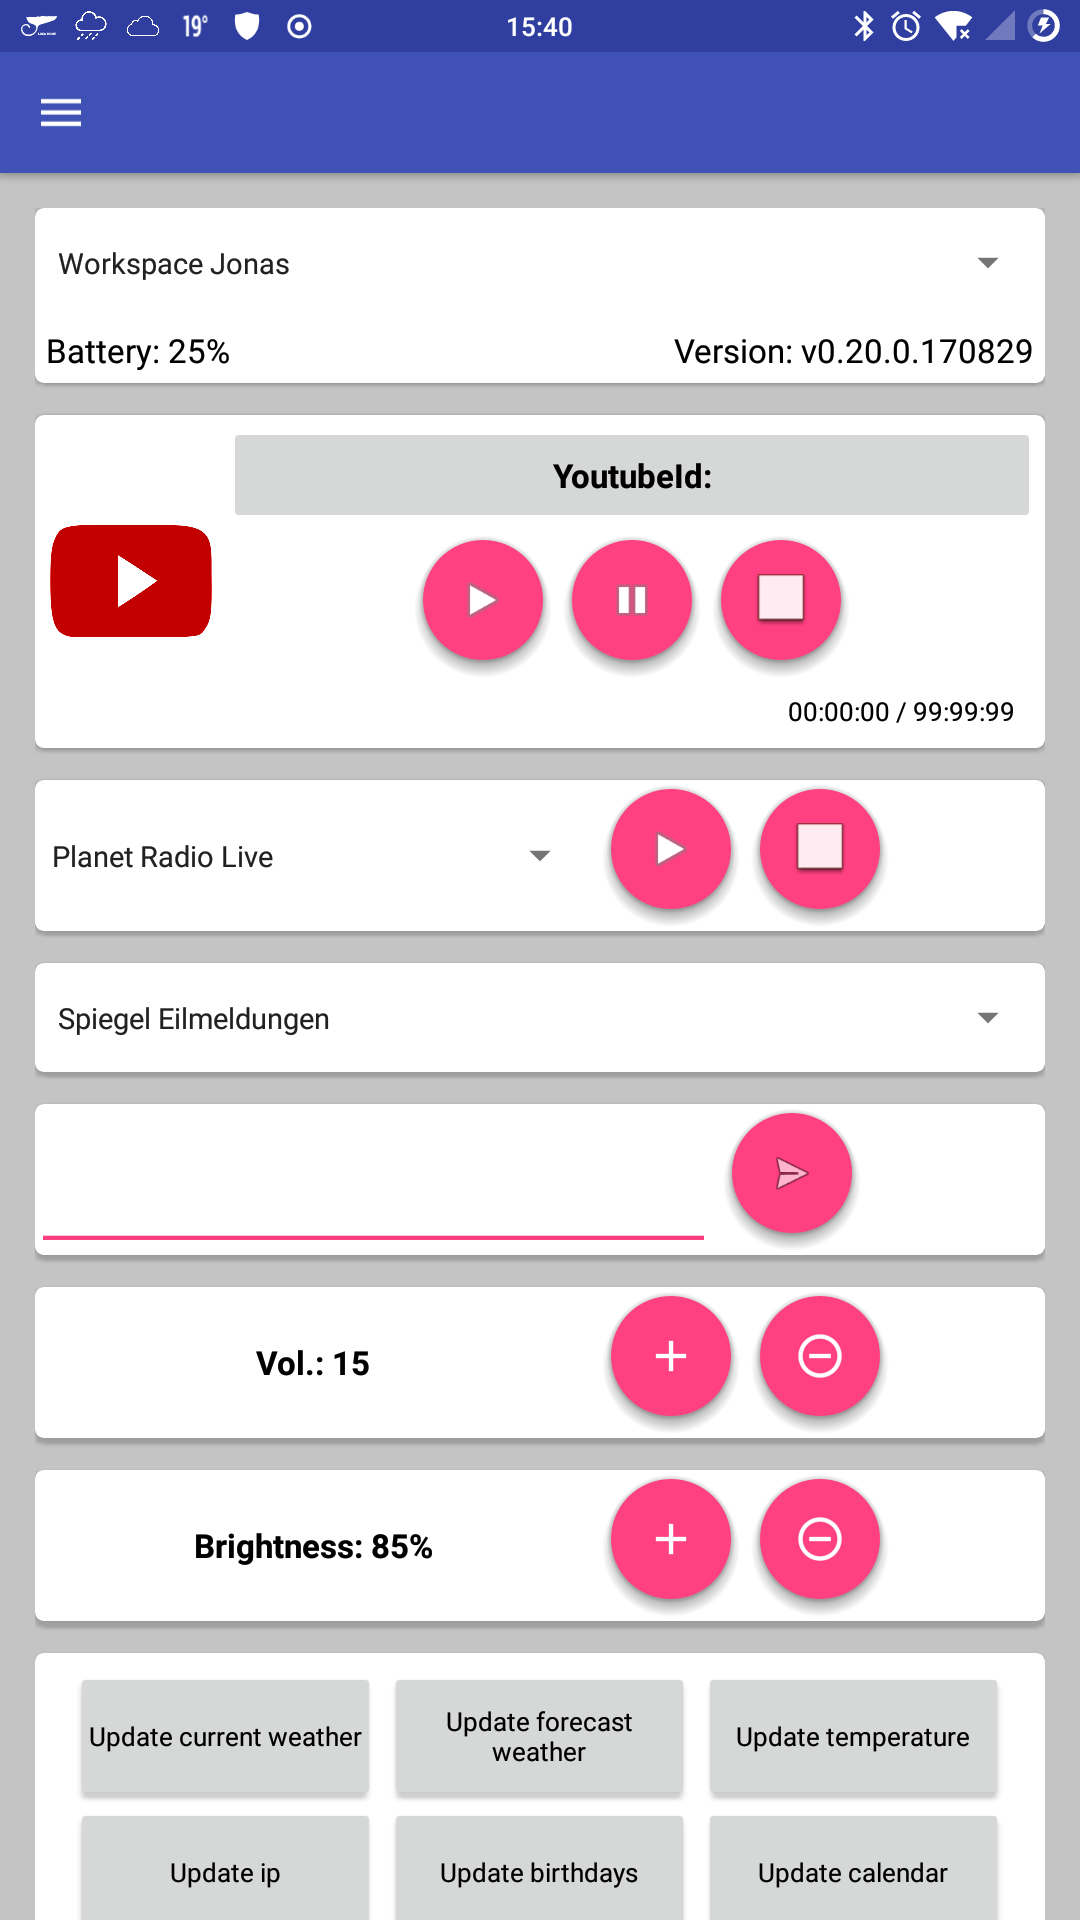 19°
15:40
Workspace Jonas
Battery: 25%
Version: v0.20.0.170829
YoutubeId:
00:00:00 / 99:99:99
Planet Radio Live
Spiegel Eilmeldungen
Vol.: 15
Brightness: 85%
Update current weather
Update forecast
weather
Update temperature
Update ip
Update birthdays
Update calendar